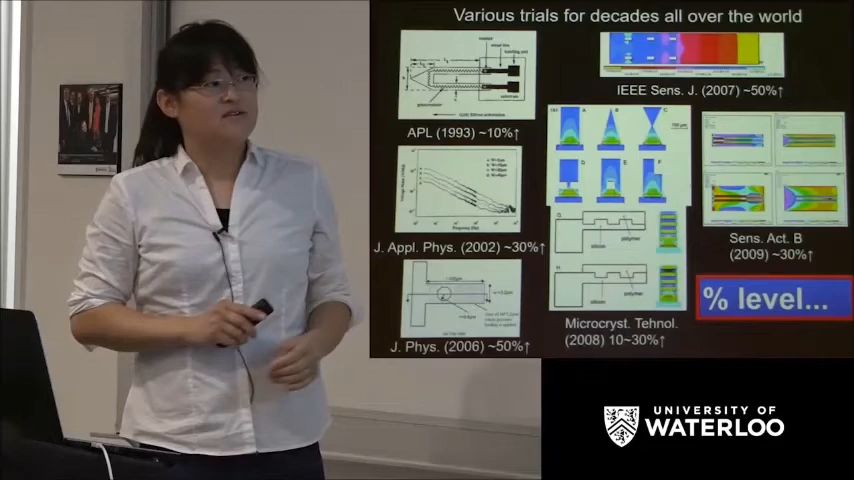 Various trials for decades all over the world
APL (1993) ~10%↑
J. Appl. Phys. (2002) ~30%↑
J. Phys. (2006) ~50%↑
IEEE Sens. J. (2007) ~50%↑
Microcryst. Tehnol.
(2008) 10~30%↑
silicon
polymer
silicon
polymer
Sens. Act. B
(2009) ~30%↑
% level...
UNIVERSITY OF
WATERLOO